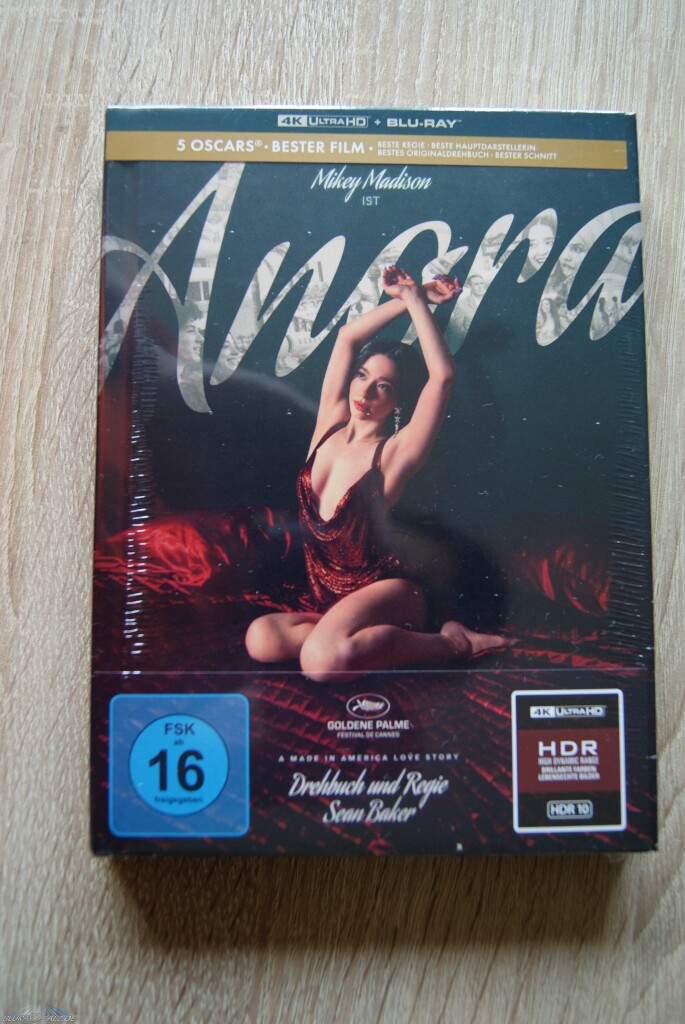 4K ULTRA HD + BLU-RAY™
5 OSCARS® · BESTER FILM · BESTE REGIE · BESTE HAUPTDARSTELLERIN
BESTES ORIGINALDREHBUCH · BESTER SCHNITT
Mikey Madison
IST
Anora
FSK
ab
16
freigegeben
GOLDENE PALME
FESTIVAL DE CANNES
A MADE IN AMERICA LOVE STORY
Drehbuch und Regie
Sean Baker
4K ULTRA HD
HDR
HIGH DYNAMIC RANGE
BRILLANTE FARBEN
LEBENSECHTE BILDER
HDR 10